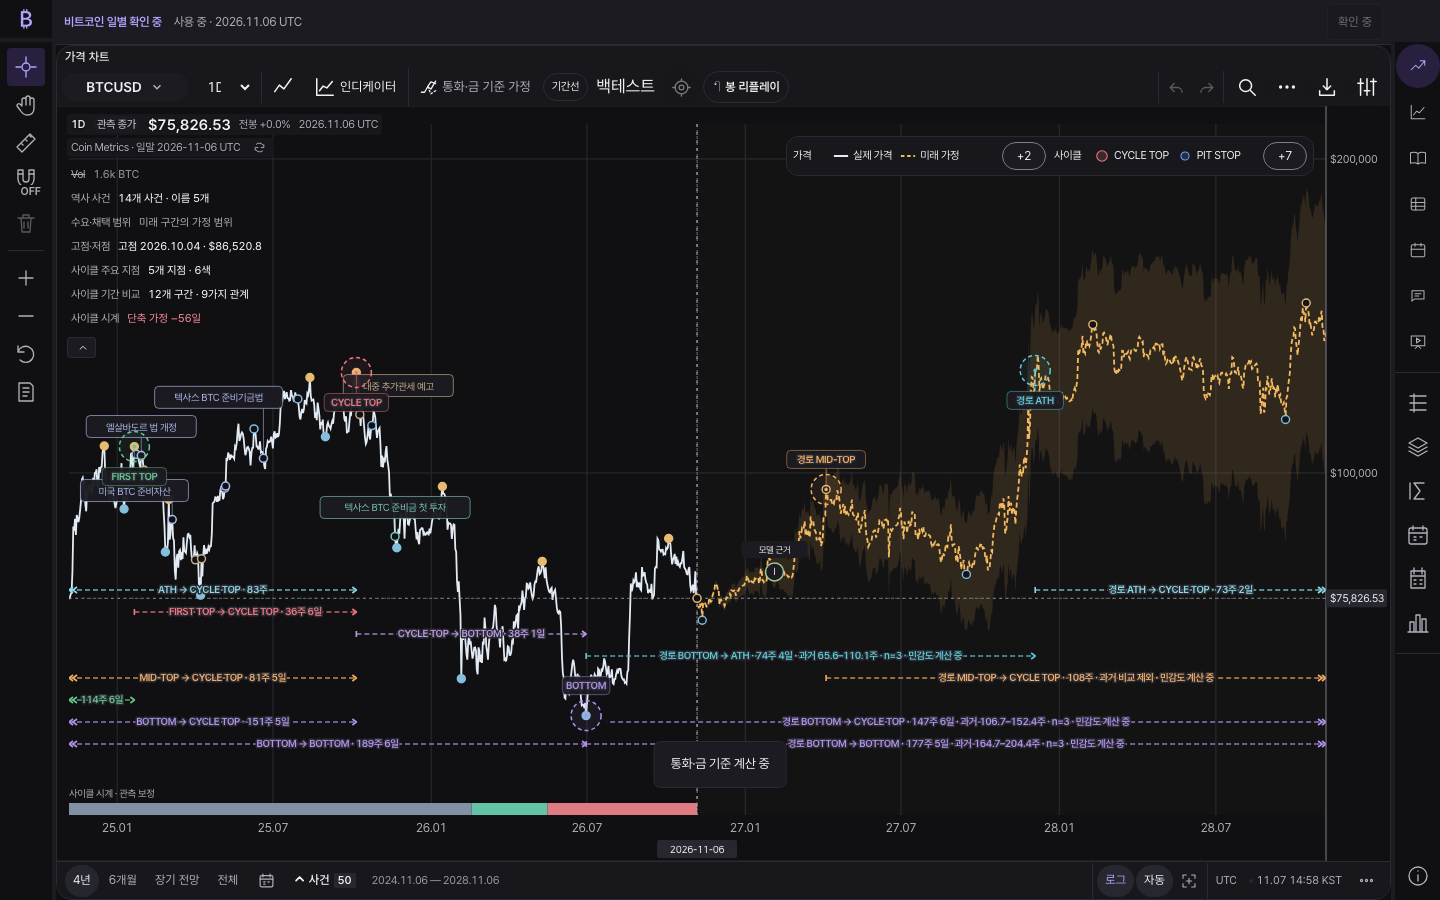 비트코인 일별 확인 중 사용 중 · 2026.11.06 UTC 확인 중
가격 차트
BTCUSD 1D 인디케이터 통화·금 기준 가정 기간선 백테스트 봉 리플레이
1D 관측 종가 $75,826.53 전봉 +0.0% 2026.11.06 UTC
Coin Metrics · 일말 2026-11-06 UTC
가격 실제 가격 미래 가정 +2 사이클 CYCLE TOP PIT STOP +7
$200,000
Vol 1.6k BTC
역사 사건 14개 사건 · 이름 5개
수요·채택 범위 미래 구간의 가정 범위
고점·저점 고점 2026.10.04 · $86,520.8
사이클 주요 지점 5개 지점 · 6색
사이클 기간 비교 12개 구간 · 9가지 관계
사이클 시계 단축 가정 −56일
OFF
대중 추가관세 예고
텍사스 BTC 준비기금법
CYCLE TOP
경로 ATH
엘살바도르 법 개정
경로 MID-TOP
FIRST TOP
$100,000
미국 BTC 준비자산
텍사스 BTC 준비금 첫 투자
모델 근거
ATH → CYCLE TOP · 83주
경로 ATH → CYCLE TOP · 73주 2일
$75,826.53
FIRST TOP → CYCLE TOP · 36주 6일
CYCLE TOP → BOTTOM · 38주 1일
경로 BOTTOM → ATH · 74주 4일 · 과거 65.6–110.1주 · n=3 · 민감도 계산 중
MID-TOP → CYCLE TOP · 81주 5일
경로 MID-TOP → CYCLE TOP · 108주 · 과거 비교 제외 · 민감도 계산 중
BOTTOM
114주 6일
BOTTOM → CYCLE TOP · 151주 5일
경로 BOTTOM → CYCLE TOP · 147주 6일 · 과거 106.7–152.4주 · n=3 · 민감도 계산 중
BOTTOM → BOTTOM · 189주 6일
경로 BOTTOM → BOTTOM · 177주 5일 · 과거 164.7–204.4주 · n=3 · 민감도 계산 중
통화·금 기준 계산 중
사이클 시계 · 관측 보정
25.01 25.07 26.01 26.07 27.01 27.07 28.01 28.07
2026-11-06
4년 6개월 장기 전망 전체 사건 50 2024.11.06 — 2028.11.06 로그 자동 UTC 11.07 14:58 KST